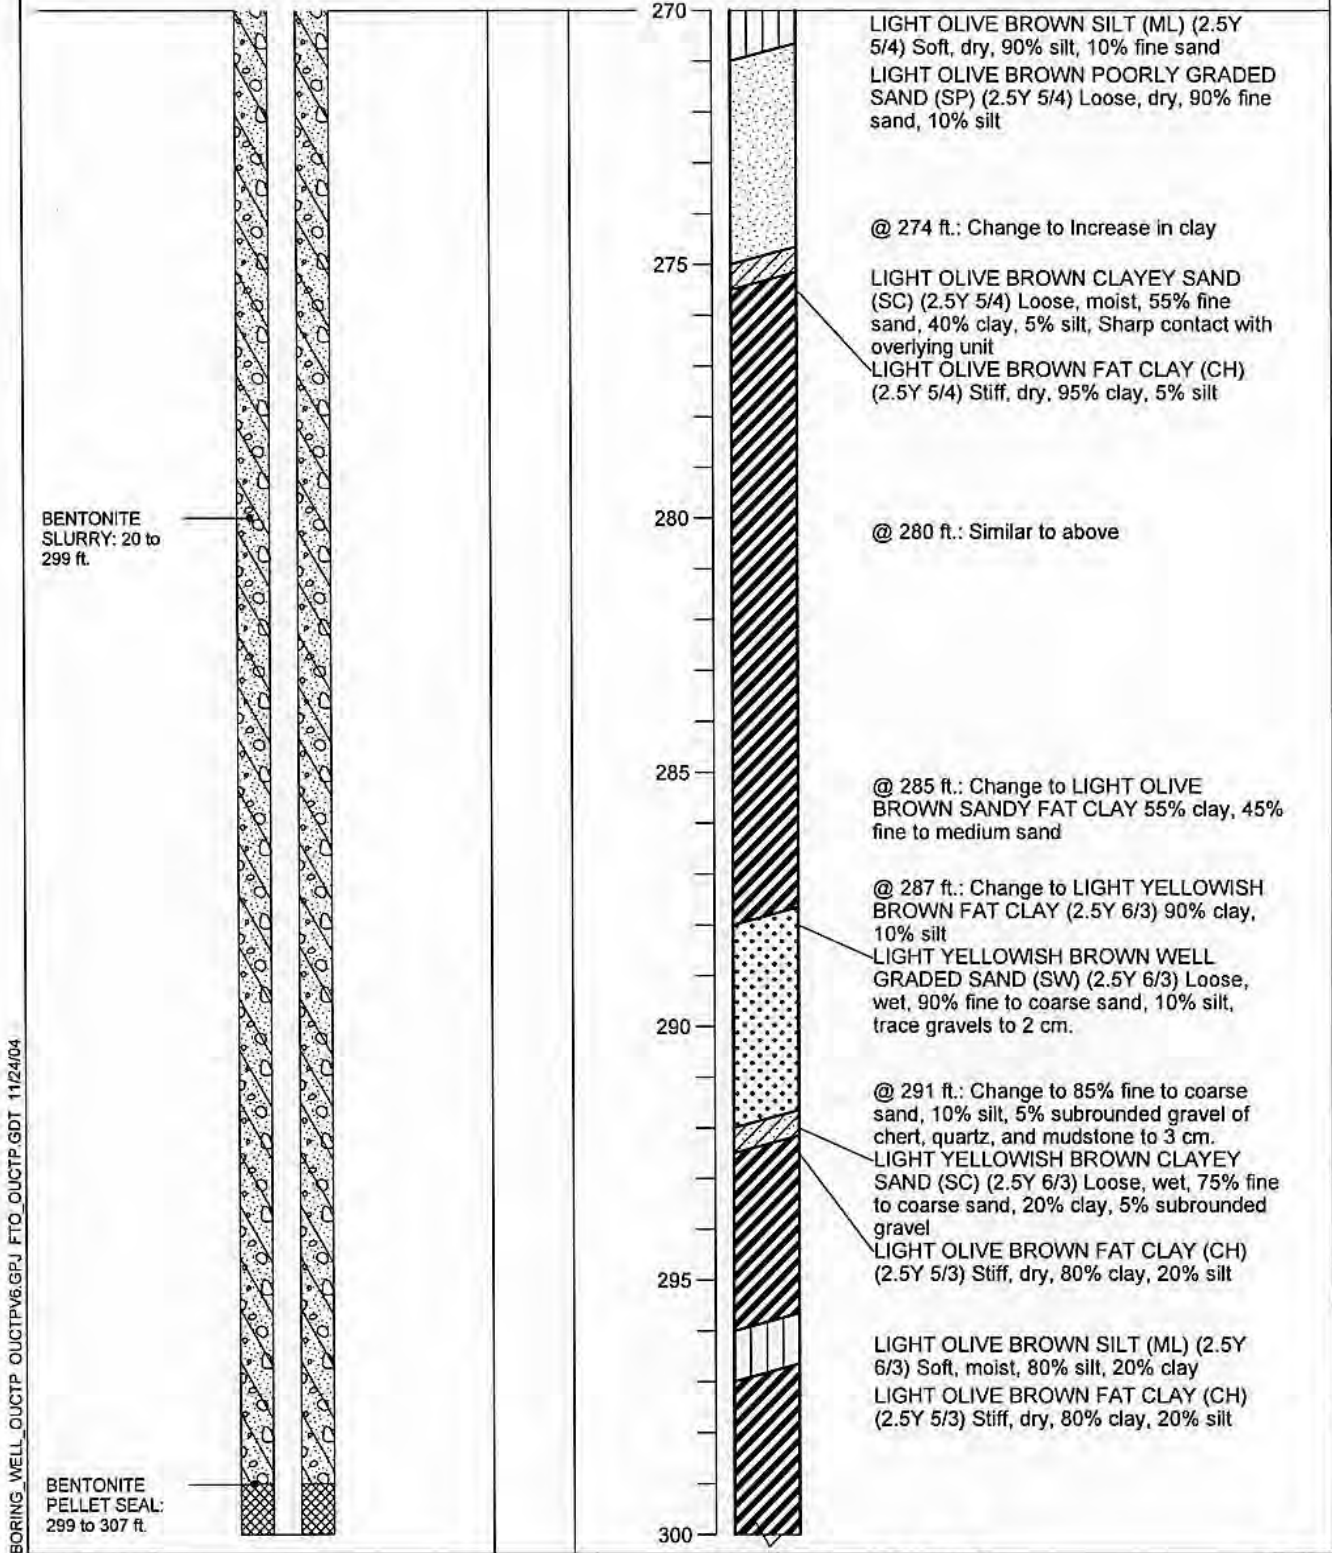 270
LIGHT OLIVE BROWN SILT (ML) (2.5Y
5/4) Soft, dry, 90% silt, 10% fine sand
LIGHT OLIVE BROWN POORLY GRADED
SAND (SP) (2.5Y 5/4) Loose, dry, 90% fine
sand, 10% silt
@ 274 ft.: Change to Increase in clay
275
LIGHT OLIVE BROWN CLAYEY SAND
(SC) (2.5Y 5/4) Loose, moist, 55% fine
sand, 40% clay, 5% silt, Sharp contact with
overlying unit
LIGHT OLIVE BROWN FAT CLAY (CH)
(2.5Y 5/4) Stiff, dry, 95% clay, 5% silt
BENTONITE
SLURRY: 20 to
299 ft.
280
@ 280 ft.: Similar to above
285
@ 285 ft.: Change to LIGHT OLIVE
BROWN SANDY FAT CLAY 55% clay, 45%
fine to medium sand
@ 287 ft.: Change to LIGHT YELLOWISH
BROWN FAT CLAY (2.5Y 6/3) 90% clay,
10% silt
LIGHT YELLOWISH BROWN WELL
GRADED SAND (SW) (2.5Y 6/3) Loose,
wet, 90% fine to coarse sand, 10% silt,
trace gravels to 2 cm.
290
@ 291 ft.: Change to 85% fine to coarse
sand, 10% silt, 5% subrounded gravel of
chert, quartz, and mudstone to 3 cm.
LIGHT YELLOWISH BROWN CLAYEY
SAND (SC) (2.5Y 6/3) Loose, wet, 75% fine
to coarse sand, 20% clay, 5% subrounded
gravel
LIGHT OLIVE BROWN FAT CLAY (CH)
(2.5Y 5/3) Stiff, dry, 80% clay, 20% silt
295
LIGHT OLIVE BROWN SILT (ML) (2.5Y
6/3) Soft, moist, 80% silt, 20% clay
LIGHT OLIVE BROWN FAT CLAY (CH)
(2.5Y 5/3) Stiff, dry, 80% clay, 20% silt
BENTONITE
PELLET SEAL:
299 to 307 ft.
300
BORING_WELL_OUCTP OUCTPV6.GPJ FTO_OUCTP.GDT 11/24/04